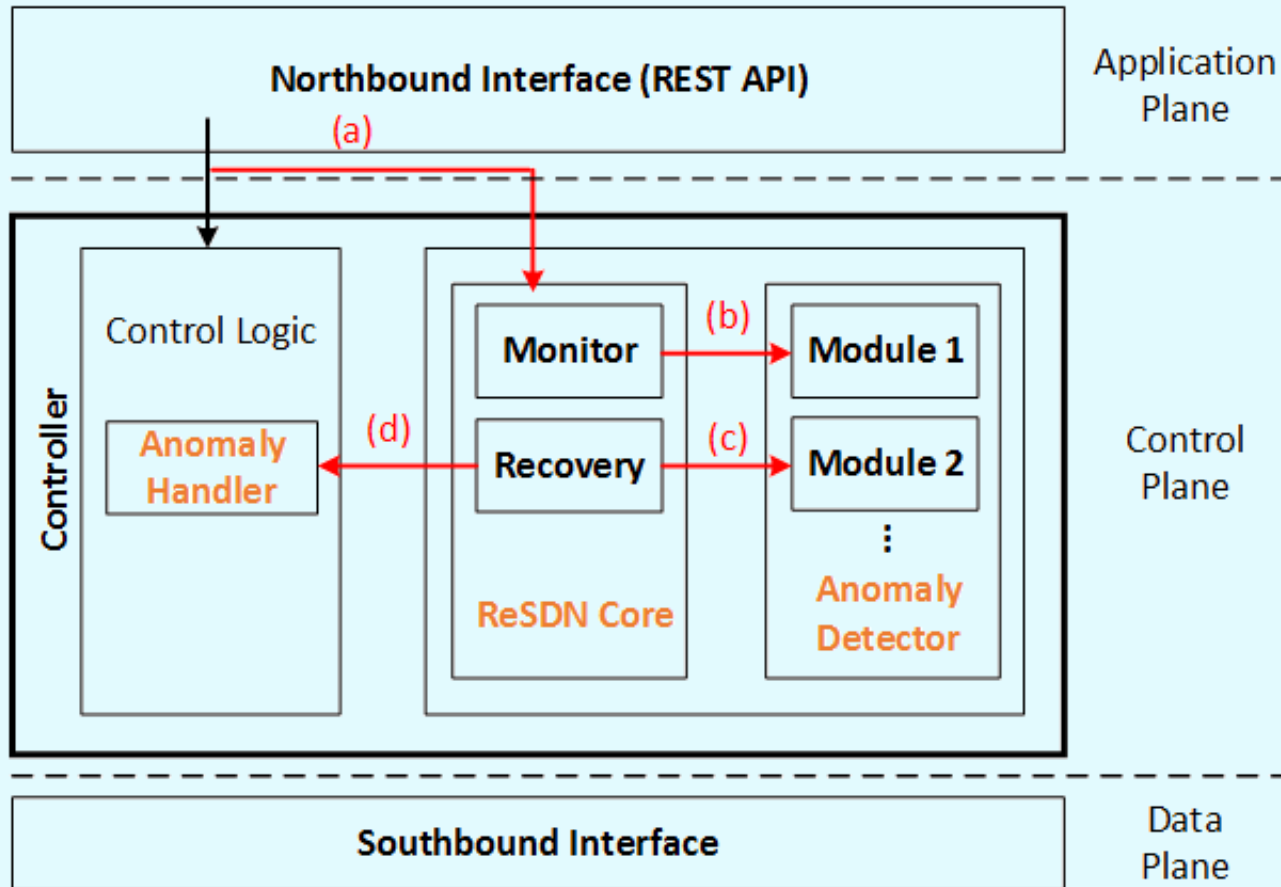 Northbound Interface (REST API)
Application
Plane
(a)
Controller
Control Logic
Anomaly
Handler
(d)
Monitor
Recovery
ReSDN Core
(b)
(c)
Module 1
Module 2
⋮
Anomaly
Detector
Control
Plane
Southbound Interface
Data
Plane